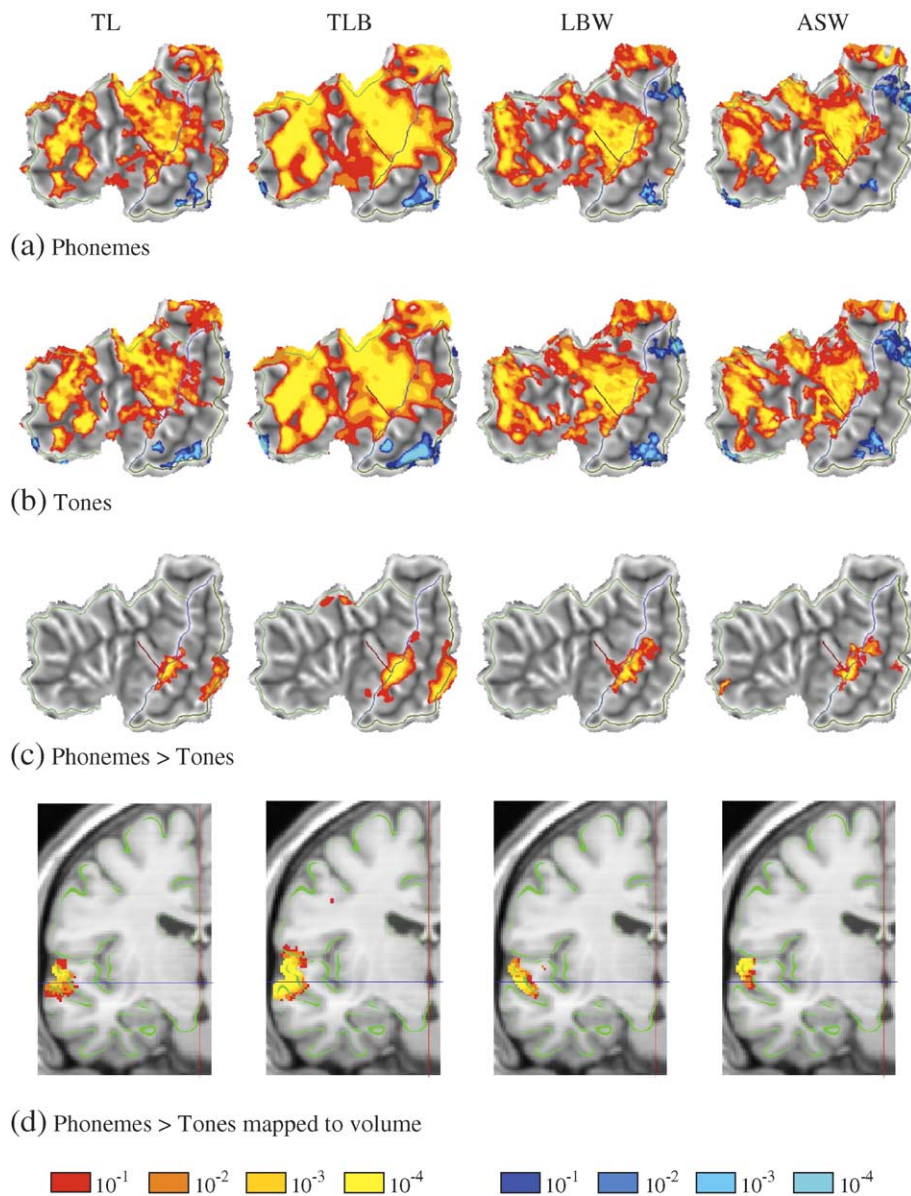 TL TLB LBW ASW
(a) Phonemes
(b) Tones
(c) Phonemes > Tones
(d) Phonemes > Tones mapped to volume
10⁻¹ 10⁻² 10⁻³ 10⁻⁴ 10⁻¹ 10⁻² 10⁻³ 10⁻⁴